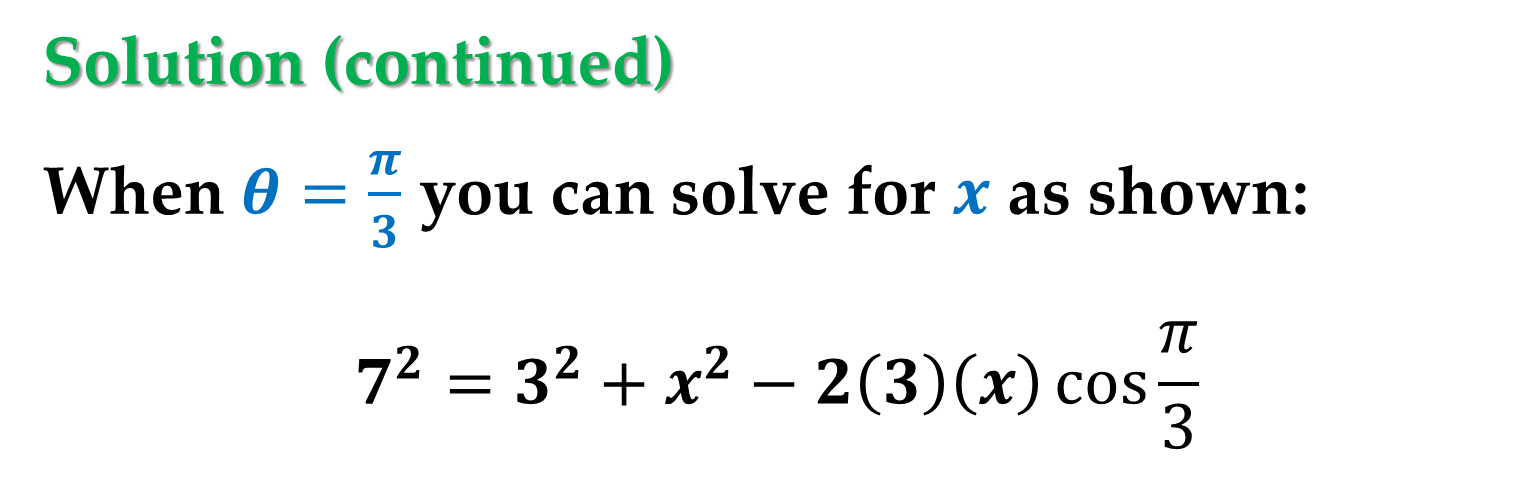 Solution (continued)
When θ = π/3 you can solve for x as shown:
7² = 3² + x² − 2(3)(x) cos π/3